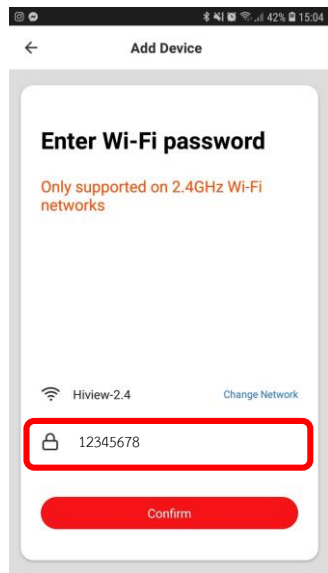 42% 15:04
Add Device
Enter Wi-Fi password
Only supported on 2.4GHz Wi-Fi
networks
Hiview-2.4 Change Network
12345678
Confirm